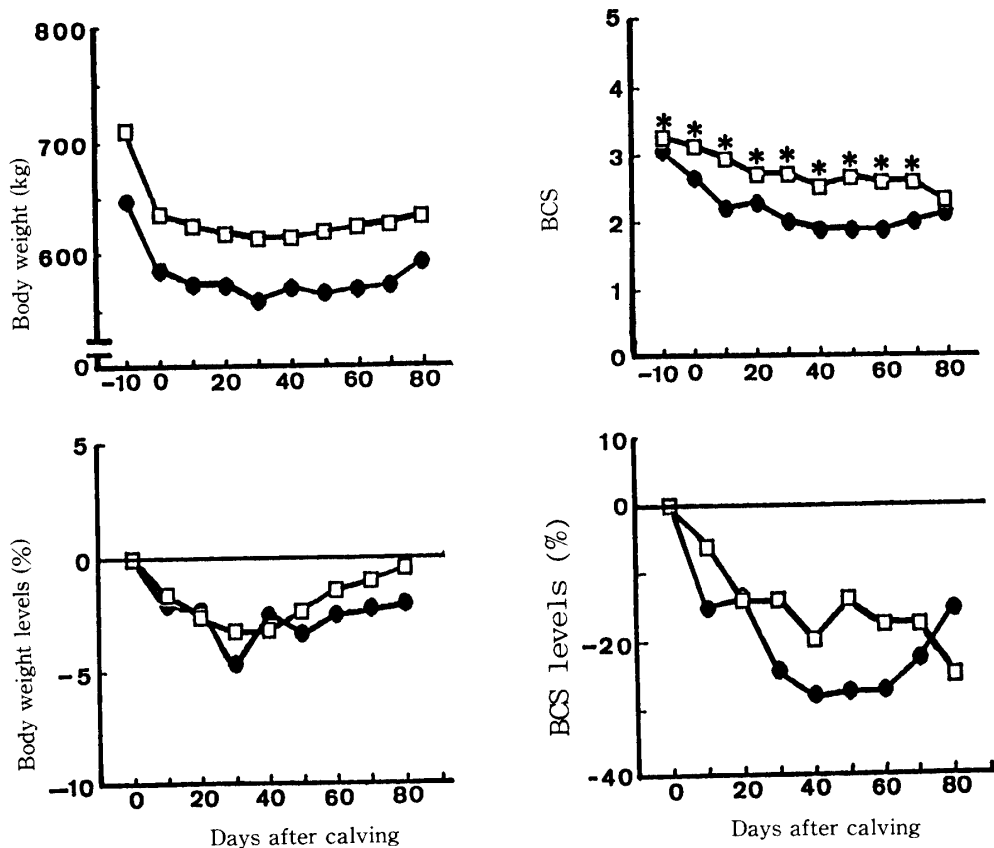 800
700
600
0
Body weight (kg)
-10 0 20 40 60 80
5
4
3
2
1
0
BCS
* * * * * * * * *
-10 0 20 40 60 80
5
0
-5
-10
Body weight levels (%)
0 20 40 60 80
Days after calving
10
0
-20
-40
BCS levels (%)
0 20 40 60 80
Days after calving